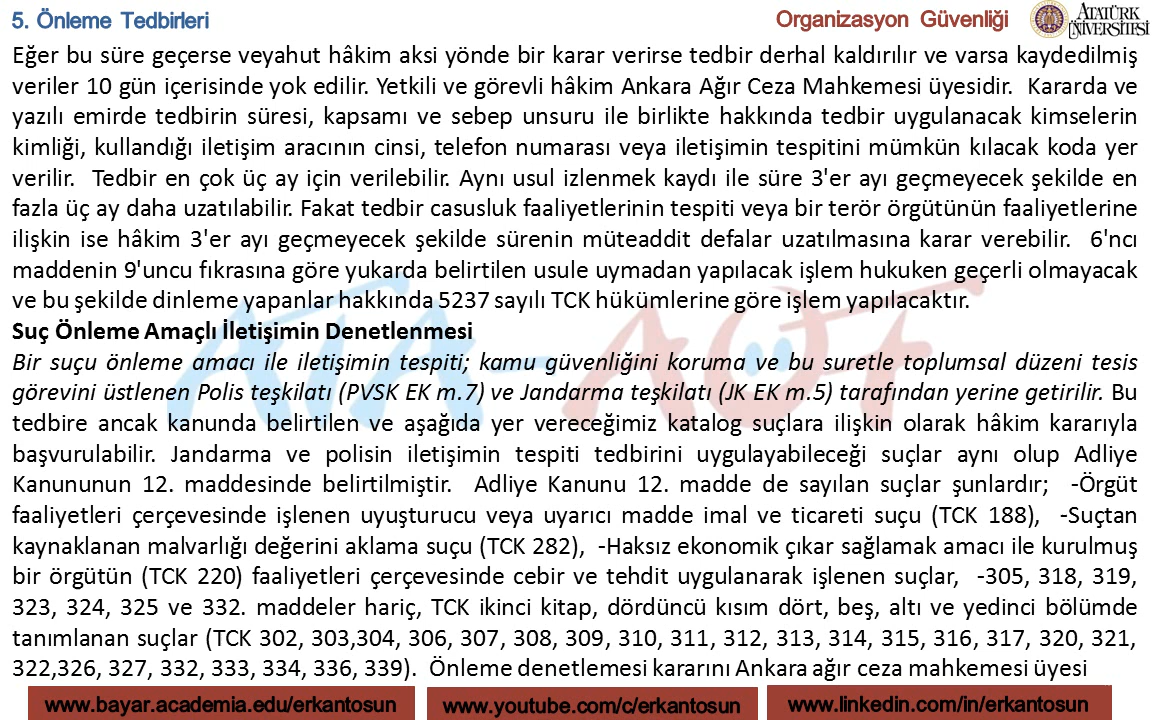 5. Önleme Tedbirleri
Organizasyon Güvenliği
ATATÜRK
ÜNİVERSİTESİ
Eğer bu süre geçerse veyahut hâkim aksi yönde bir karar verirse tedbir derhal kaldırılır ve varsa kaydedilmiş
veriler 10 gün içerisinde yok edilir. Yetkili ve görevli hâkim Ankara Ağır Ceza Mahkemesi üyesidir. Kararda ve
yazılı emirde tedbirin süresi, kapsamı ve sebep unsuru ile birlikte hakkında tedbir uygulanacak kimselerin
kimliği, kullandığı iletişim aracının cinsi, telefon numarası veya iletişimin tespitini mümkün kılacak koda yer
verilir. Tedbir en çok üç ay için verilebilir. Aynı usul izlenmek kaydı ile süre 3'er ayı geçmeyecek şekilde en
fazla üç ay daha uzatılabilir. Fakat tedbir casusluk faaliyetlerinin tespiti veya bir terör örgütünün faaliyetlerine
ilişkin ise hâkim 3'er ayı geçmeyecek şekilde sürenin müteaddit defalar uzatılmasına karar verebilir. 6'ncı
maddenin 9'uncu fıkrasına göre yukarda belirtilen usule uymadan yapılacak işlem hukuken geçerli olmayacak
ve bu şekilde dinleme yapanlar hakkında 5237 sayılı TCK hükümlerine göre işlem yapılacaktır.
Suç Önleme Amaçlı İletişimin Denetlenmesi
Bir suçu önleme amacı ile iletişimin tespiti; kamu güvenliğini koruma ve bu suretle toplumsal düzeni tesis
görevini üstlenen Polis teşkilatı (PVSK EK m.7) ve Jandarma teşkilatı (JK EK m.5) tarafından yerine getirilir. Bu
tedbire ancak kanunda belirtilen ve aşağıda yer vereceğimiz katalog suçlara ilişkin olarak hâkim kararıyla
başvurulabilir. Jandarma ve polisin iletişimin tespiti tedbirini uygulayabileceği suçlar aynı olup Adliye
Kanununun 12. maddesinde belirtilmiştir. Adliye Kanunu 12. madde de sayılan suçlar şunlardır; -Örgüt
faaliyetleri çerçevesinde işlenen uyuşturucu veya uyarıcı madde imal ve ticareti suçu (TCK 188), -Suçtan
kaynaklanan malvarlığı değerini aklama suçu (TCK 282), -Haksız ekonomik çıkar sağlamak amacı ile kurulmuş
bir örgütün (TCK 220) faaliyetleri çerçevesinde cebir ve tehdit uygulanarak işlenen suçlar, -305, 318, 319,
323, 324, 325 ve 332. maddeler hariç, TCK ikinci kitap, dördüncü kısım dört, beş, altı ve yedinci bölümde
tanımlanan suçlar (TCK 302, 303,304, 306, 307, 308, 309, 310, 311, 312, 313, 314, 315, 316, 317, 320, 321,
322,326, 327, 332, 333, 334, 336, 339). Önleme denetlemesi kararını Ankara ağır ceza mahkemesi üyesi
ATA-AÖF
www.bayar.academia.edu/erkantosun
www.youtube.com/c/erkantosun
www.linkedin.com/in/erkantosun